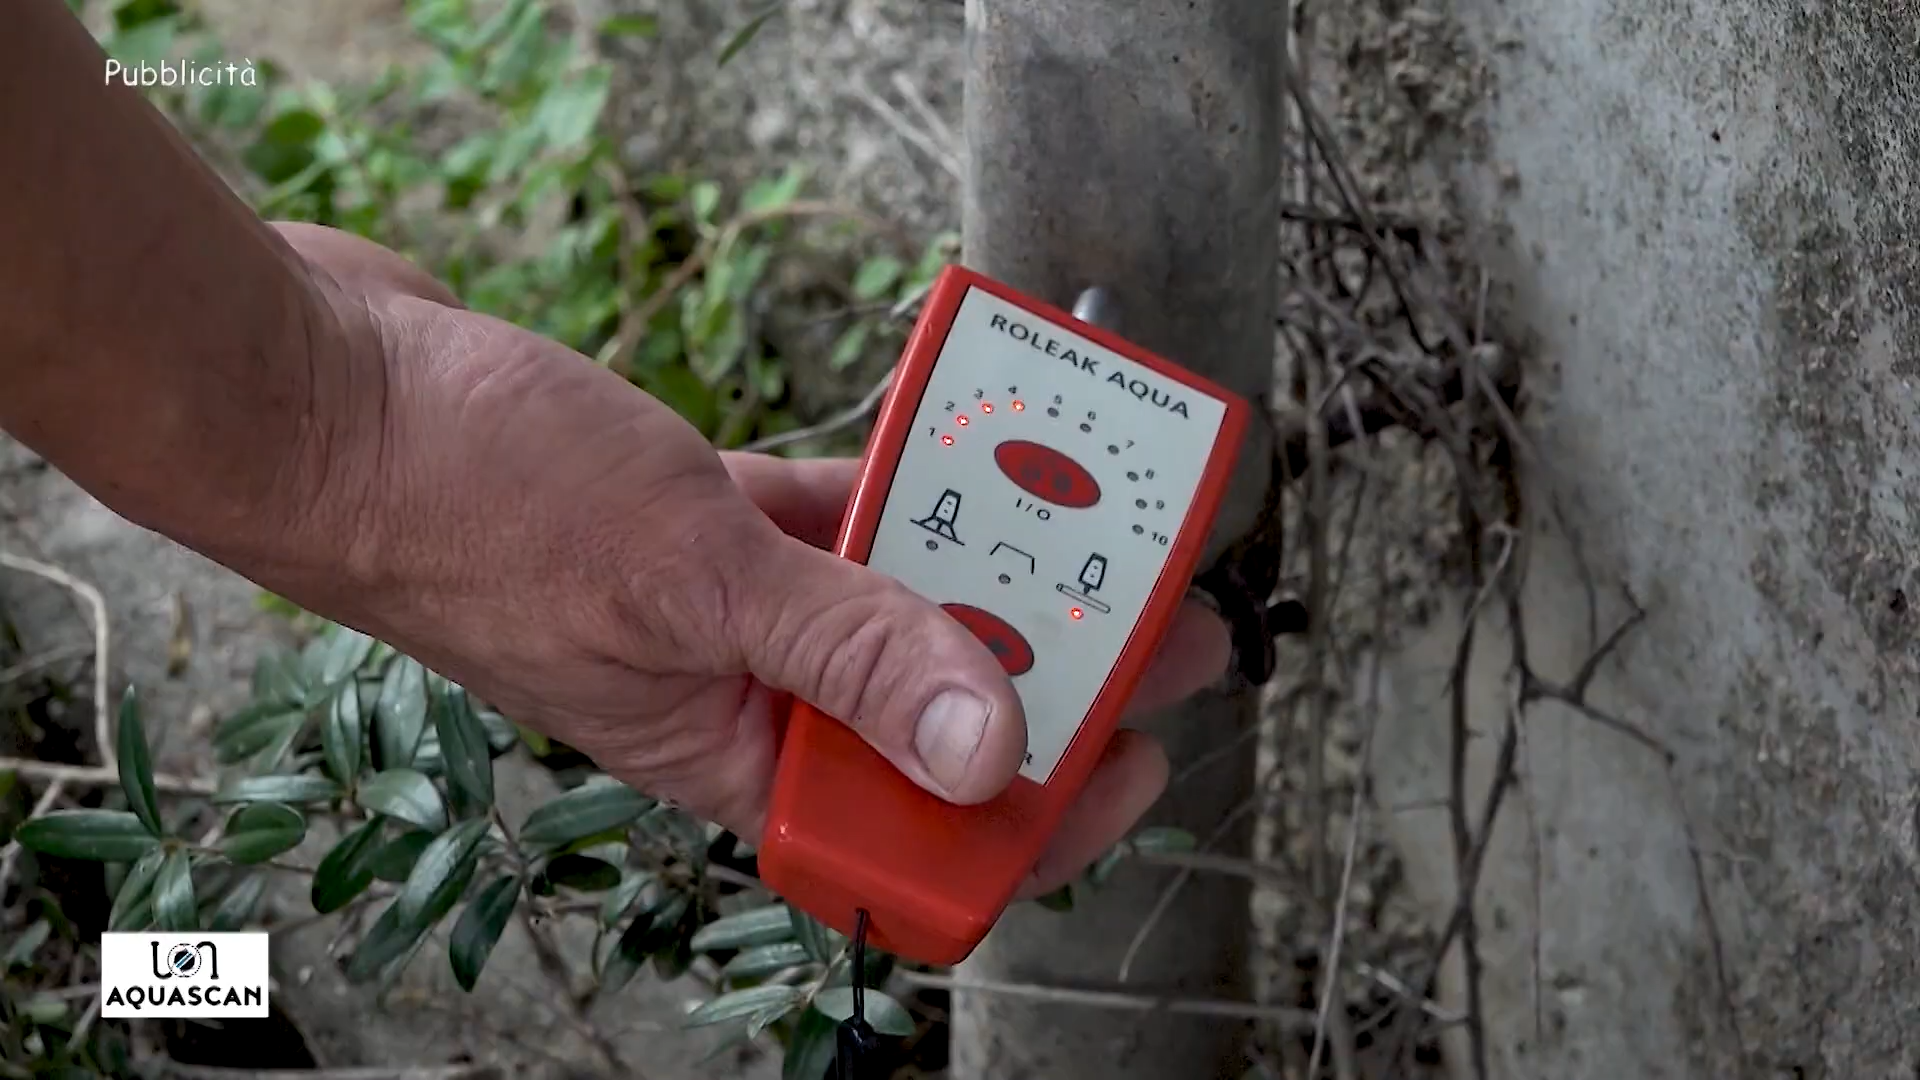 Pubblicità
ROLEAK AQUA
1 2 3 4 5 6 7 8 9 10
I/O
R
AQUASCAN